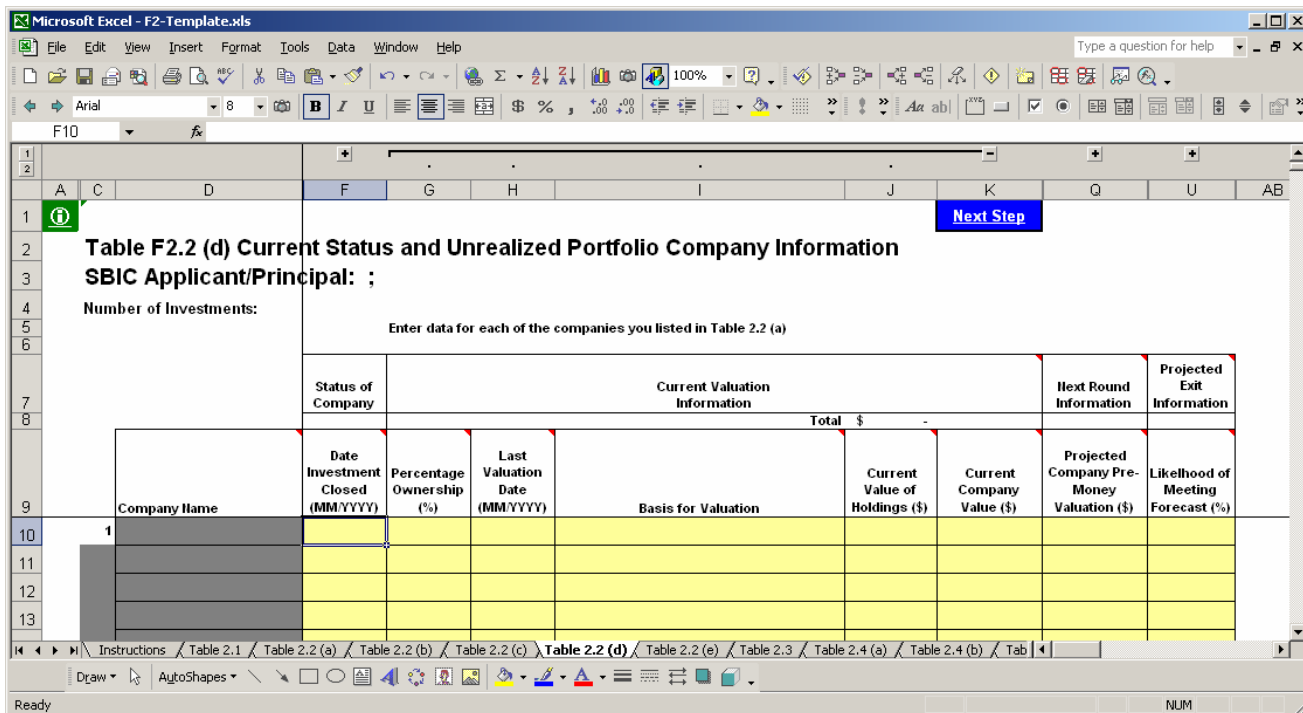 Microsoft Excel - F2-Template.xls
File Edit View Insert Format Tools Data Window Help Type a question for help
100%
Arial 8 B I U $ % , Aa ab|
F10 fx
1
2
A C D F G H I J K Q U AB
1 Next Step
2 Table F2.2 (d) Current Status and Unrealized Portfolio Company Information
3 SBIC Applicant/Principal: ;
4 Number of Investments:
5 Enter data for each of the companies you listed in Table 2.2 (a)
6
7 Status of Company Current Valuation Information Next Round Information Projected Exit Information
8 Total $ -
9 Company Name Date Investment Closed (MM/YYYY) Percentage Ownership (%) Last Valuation Date (MM/YYYY) Basis for Valuation Current Value of Holdings ($) Current Company Value ($) Projected Company Pre-Money Valuation ($) Likelhood of Meeting Forecast (%)
10 1
11
12
13
Instructions Table 2.1 Table 2.2 (a) Table 2.2 (b) Table 2.2 (c) Table 2.2 (d) Table 2.2 (e) Table 2.3 Table 2.4 (a) Table 2.4 (b) Tab
Draw AutoShapes
Ready NUM